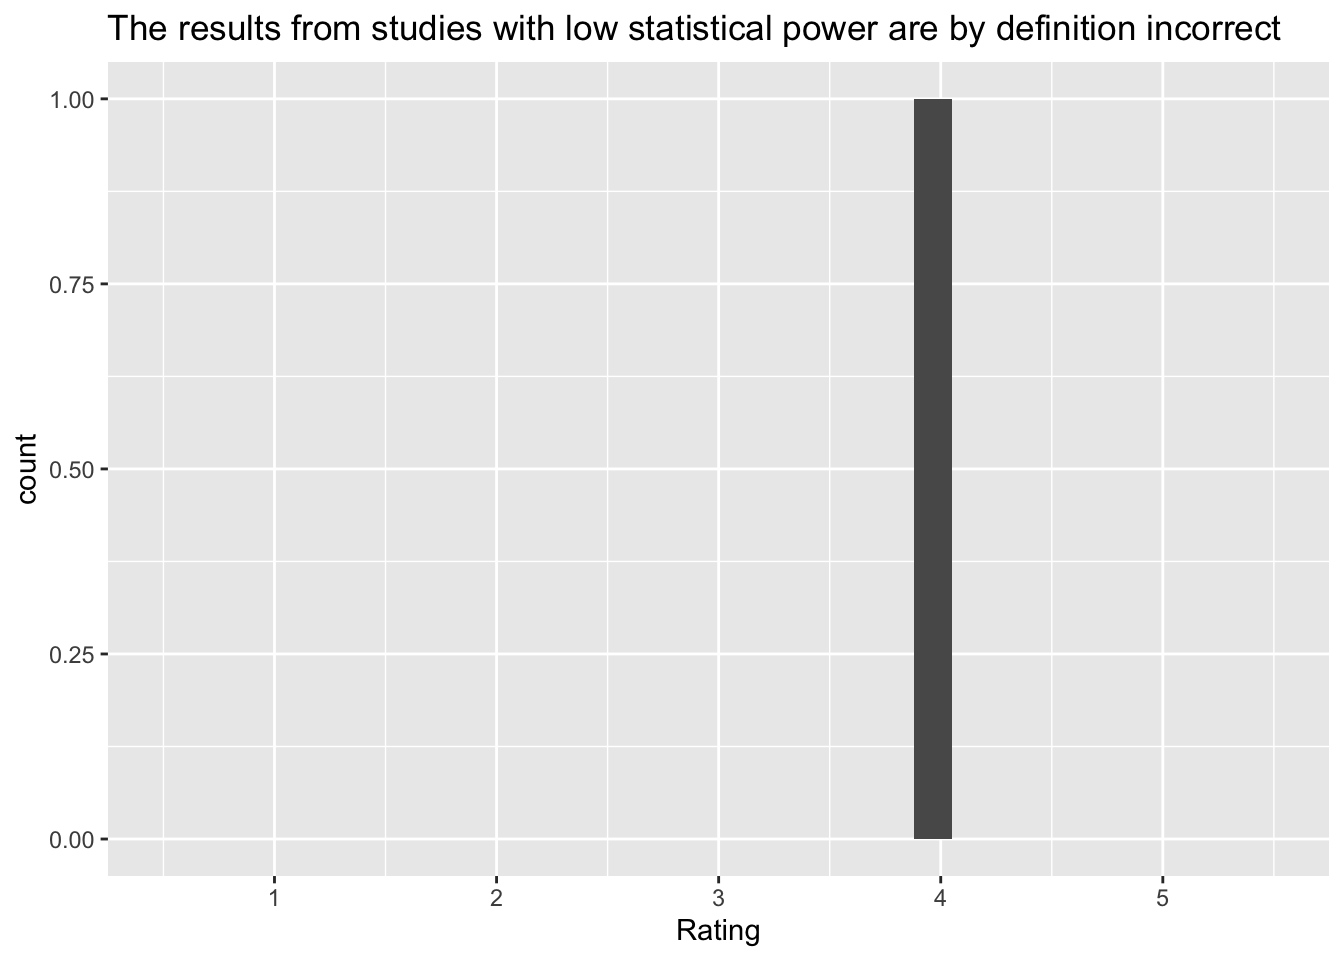 The results from studies with low statistical power are by definition incorrect
1.00
0.75
0.50
0.25
0.00
count
1 2 3 4 5
Rating